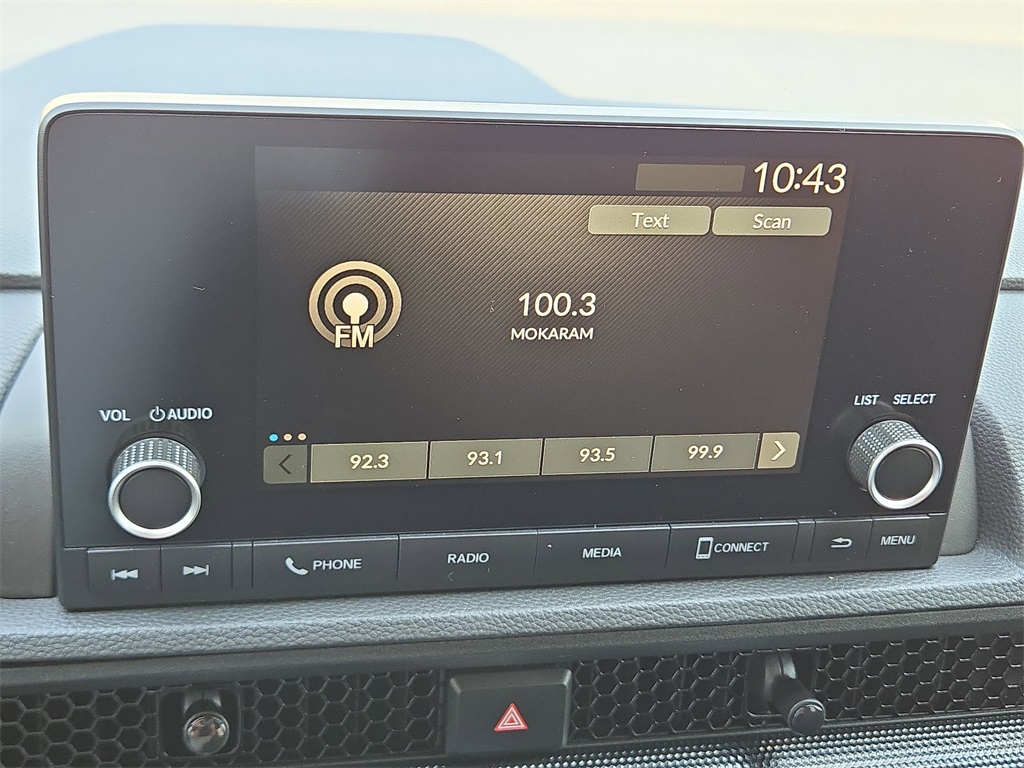 10:43
Text Scan
FM
100.3
MOKARAM
92.3 93.1 93.5 99.9
VOL AUDIO
LIST SELECT
PHONE RADIO MEDIA CONNECT MENU